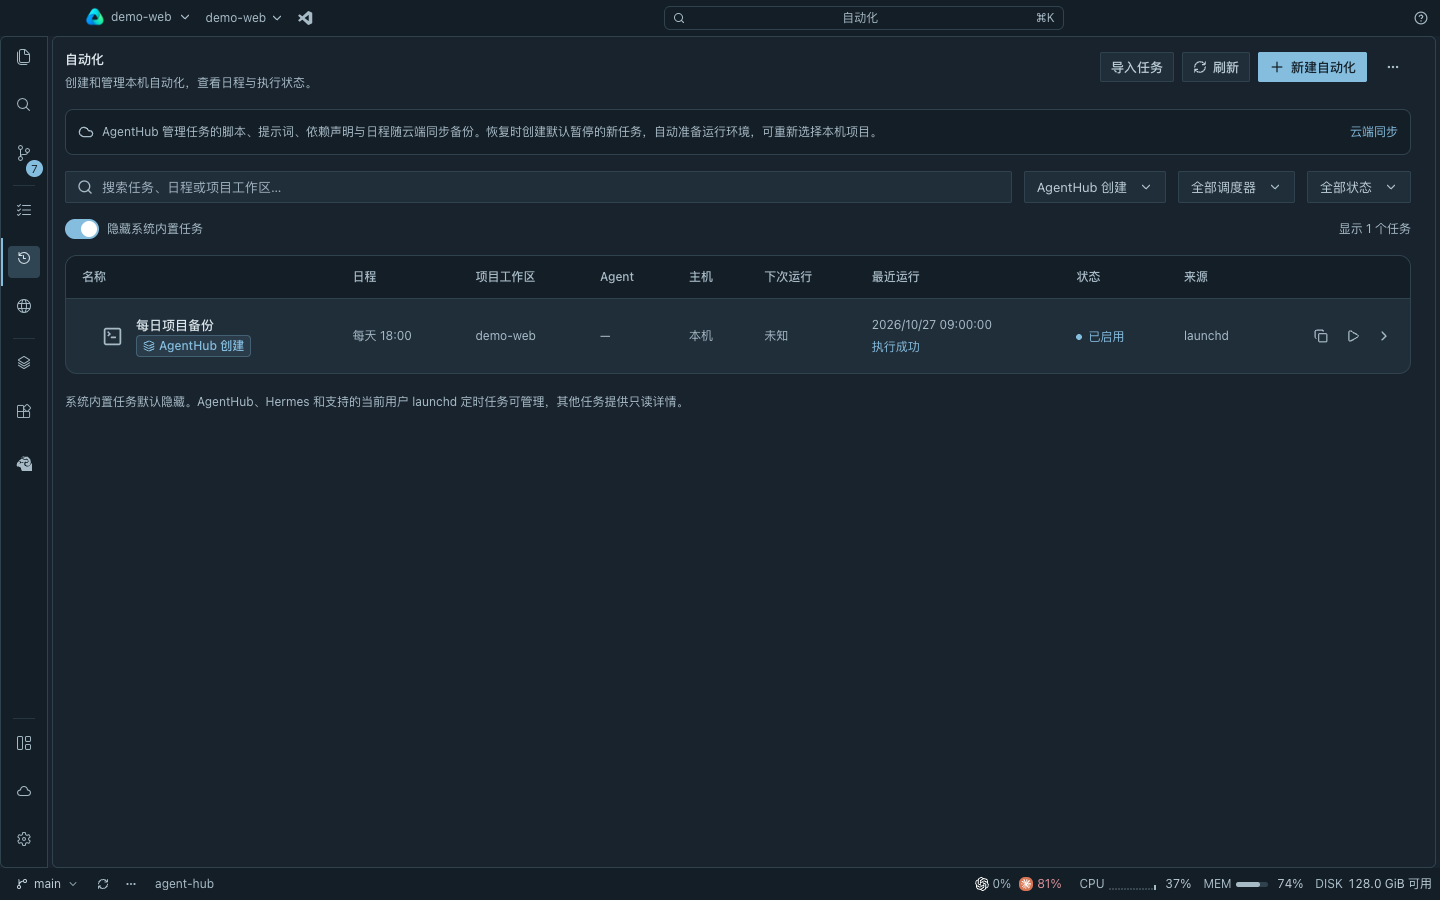 demo-web
demo-web
自动化
⌘K
自动化
创建和管理本机自动化，查看日程与执行状态。
导入任务
刷新
新建自动化
AgentHub 管理任务的脚本、提示词、依赖声明与日程随云端同步备份。恢复时创建默认暂停的新任务，自动准备运行环境，可重新选择本机项目。
云端同步
7
搜索任务、日程或项目工作区...
AgentHub 创建
全部调度器
全部状态
隐藏系统内置任务
显示 1 个任务
名称 日程 项目工作区 Agent 主机 下次运行 最近运行 状态 来源
每日项目备份
AgentHub 创建
每天 18:00
demo-web
—
本机
未知
2026/10/27 09:00:00
执行成功
已启用
launchd
系统内置任务默认隐藏。AgentHub、Hermes 和支持的当前用户 launchd 定时任务可管理，其他任务提供只读详情。
main
agent-hub
0%
81%
CPU 37%
MEM 74%
DISK 128.0 GiB 可用